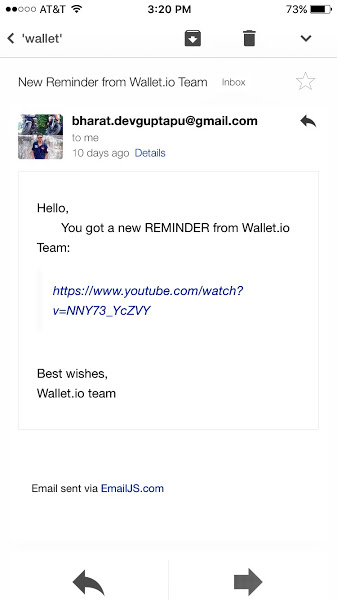 AT&T 3:20 PM 73%
'wallet'
New Reminder from Wallet.io Team Inbox
bharat.devguptapu@gmail.com
to me
10 days ago Details
Hello,
You got a new REMINDER from Wallet.io
Team:
https://www.youtube.com/watch?
v=NNY73_YcZVY
Best wishes,
Wallet.io team
Email sent via EmailJS.com